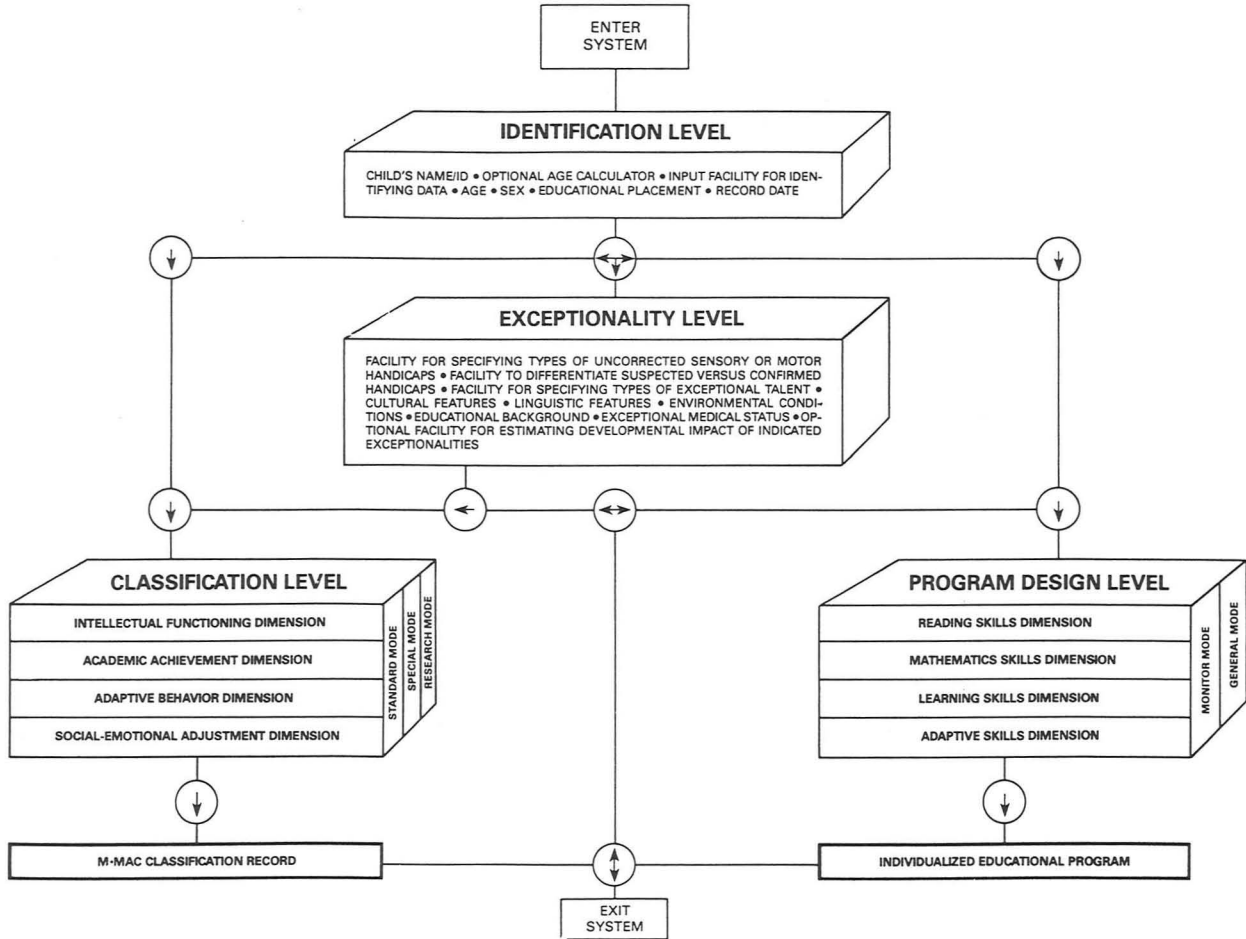 ENTER
SYSTEM
IDENTIFICATION LEVEL
CHILD'S NAME/ID ● OPTIONAL AGE CALCULATOR ● INPUT FACILITY FOR IDEN-
TIFYING DATA ● AGE ● SEX ● EDUCATIONAL PLACEMENT ● RECORD DATE
EXCEPTIONALITY LEVEL
FACILITY FOR SPECIFYING TYPES OF UNCORRECTED SENSORY OR MOTOR
HANDICAPS ● FACILITY TO DIFFERENTIATE SUSPECTED VERSUS CONFIRMED
HANDICAPS ● FACILITY FOR SPECIFYING TYPES OF EXCEPTIONAL TALENT ●
CULTURAL FEATURES ● LINGUISTIC FEATURES ● ENVIRONMENTAL CONDI-
TIONS ● EDUCATIONAL BACKGROUND ● EXCEPTIONAL MEDICAL STATUS ● OP-
TIONAL FACILITY FOR ESTIMATING DEVELOPMENTAL IMPACT OF INDICATED
EXCEPTIONALITIES
CLASSIFICATION LEVEL
INTELLECTUAL FUNCTIONING DIMENSION
ACADEMIC ACHIEVEMENT DIMENSION
ADAPTIVE BEHAVIOR DIMENSION
SOCIAL-EMOTIONAL ADJUSTMENT DIMENSION
STANDARD MODE
SPECIAL MODE
RESEARCH MODE
PROGRAM DESIGN LEVEL
READING SKILLS DIMENSION
MATHEMATICS SKILLS DIMENSION
LEARNING SKILLS DIMENSION
ADAPTIVE SKILLS DIMENSION
MONITOR MODE
GENERAL MODE
M-MAC CLASSIFICATION RECORD
INDIVIDUALIZED EDUCATIONAL PROGRAM
EXIT
SYSTEM